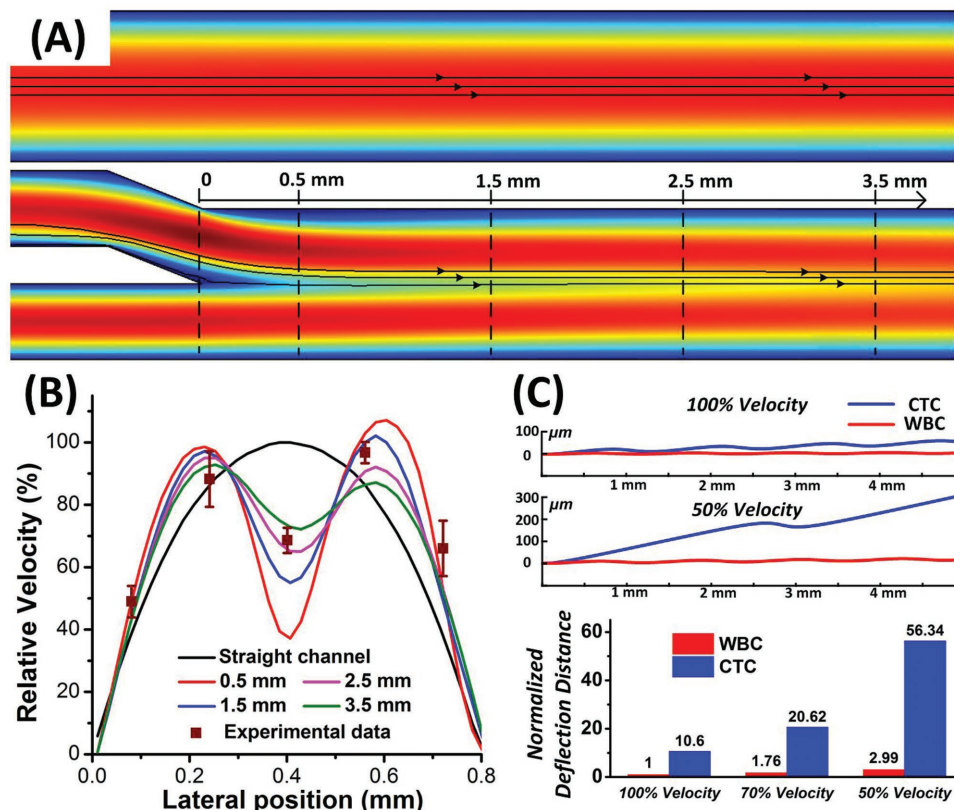 (A)
0
0.5 mm
1.5 mm
2.5 mm
3.5 mm
(B)
Relative Velocity (%)
100
80
60
40
20
0
Straight channel
0.5 mm
2.5 mm
1.5 mm
3.5 mm
Experimental data
0.0
0.2
0.4
0.6
0.8
Lateral position (mm)
(C)
100% Velocity
CTC
WBC
100
μm
0
1 mm
2 mm
3 mm
4 mm
300
μm
50% Velocity
200
100
0
1 mm
2 mm
3 mm
4 mm
Normalized
Deflection Distance
60
40
20
0
WBC
CTC
1
10.6
1.76
20.62
2.99
56.34
100% Velocity
70% Velocity
50% Velocity